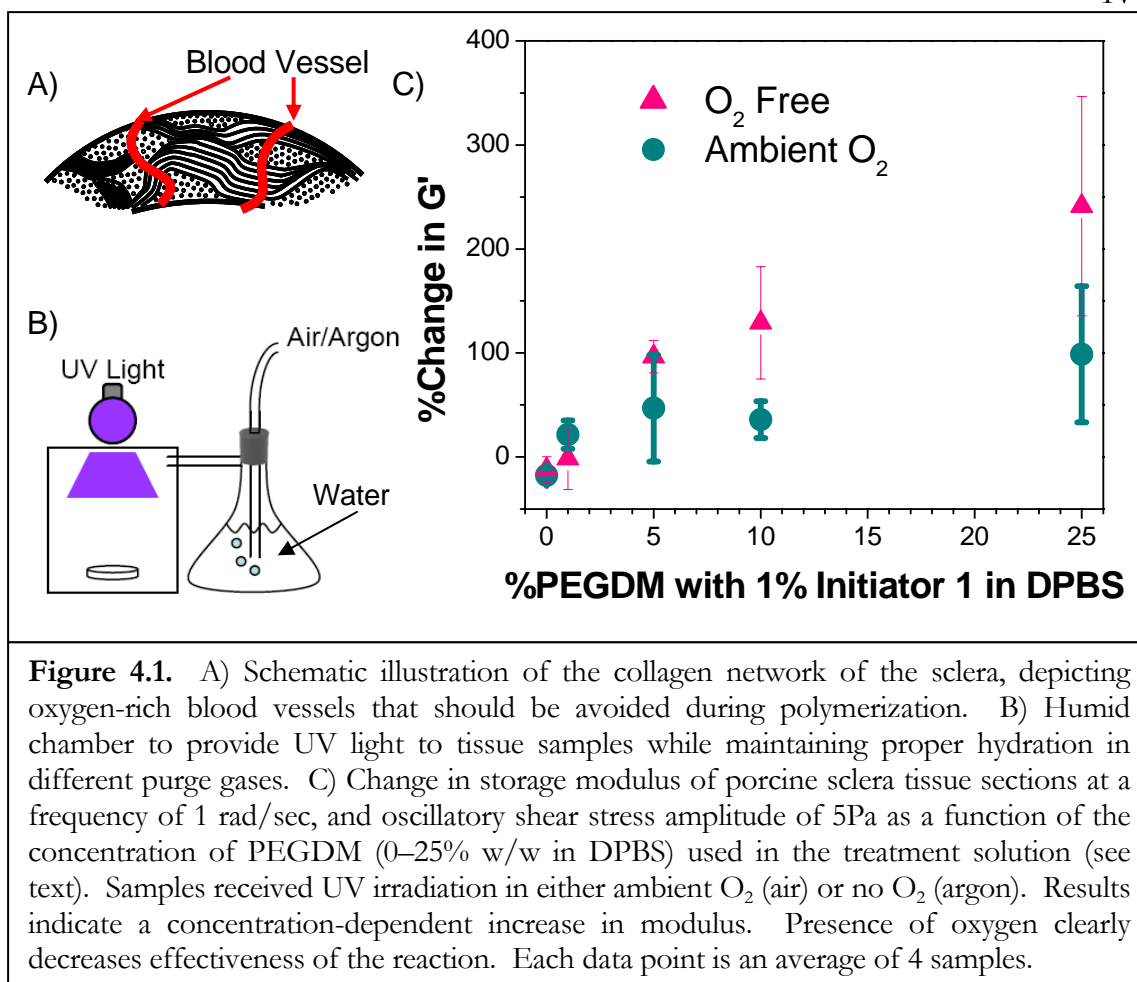 A)
Blood Vessel
B)
UV Light
Air/Argon
Water
C)
400
300
200
100
0
%Change in G'
O₂ Free
Ambient O₂
0 5 10 15 20 25
%PEGDM with 1% Initiator 1 in DPBS
Figure 4.1. A) Schematic illustration of the collagen network of the sclera, depicting
oxygen-rich blood vessels that should be avoided during polymerization. B) Humid
chamber to provide UV light to tissue samples while maintaining proper hydration in
different purge gases. C) Change in storage modulus of porcine sclera tissue sections at a
frequency of 1 rad/sec, and oscillatory shear stress amplitude of 5Pa as a function of the
concentration of PEGDM (0–25% w/w in DPBS) used in the treatment solution (see
text). Samples received UV irradiation in either ambient O₂ (air) or no O₂ (argon). Results
indicate a concentration-dependent increase in modulus. Presence of oxygen clearly
decreases effectiveness of the reaction. Each data point is an average of 4 samples.